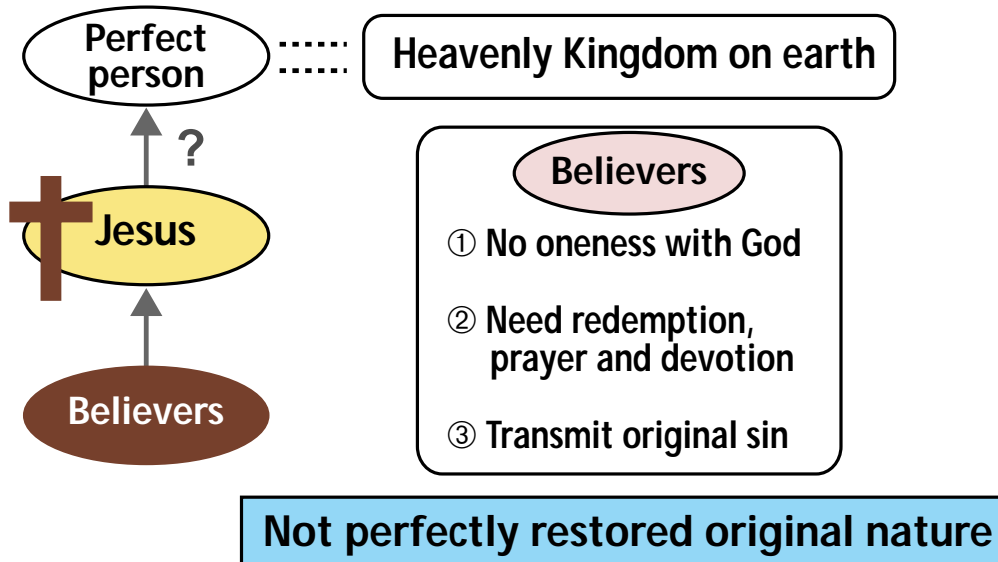 Perfect
person
Heavenly Kingdom on earth
?
Jesus
Believers
Believers
① No oneness with God
② Need redemption,
prayer and devotion
③ Transmit original sin
Not perfectly restored original nature